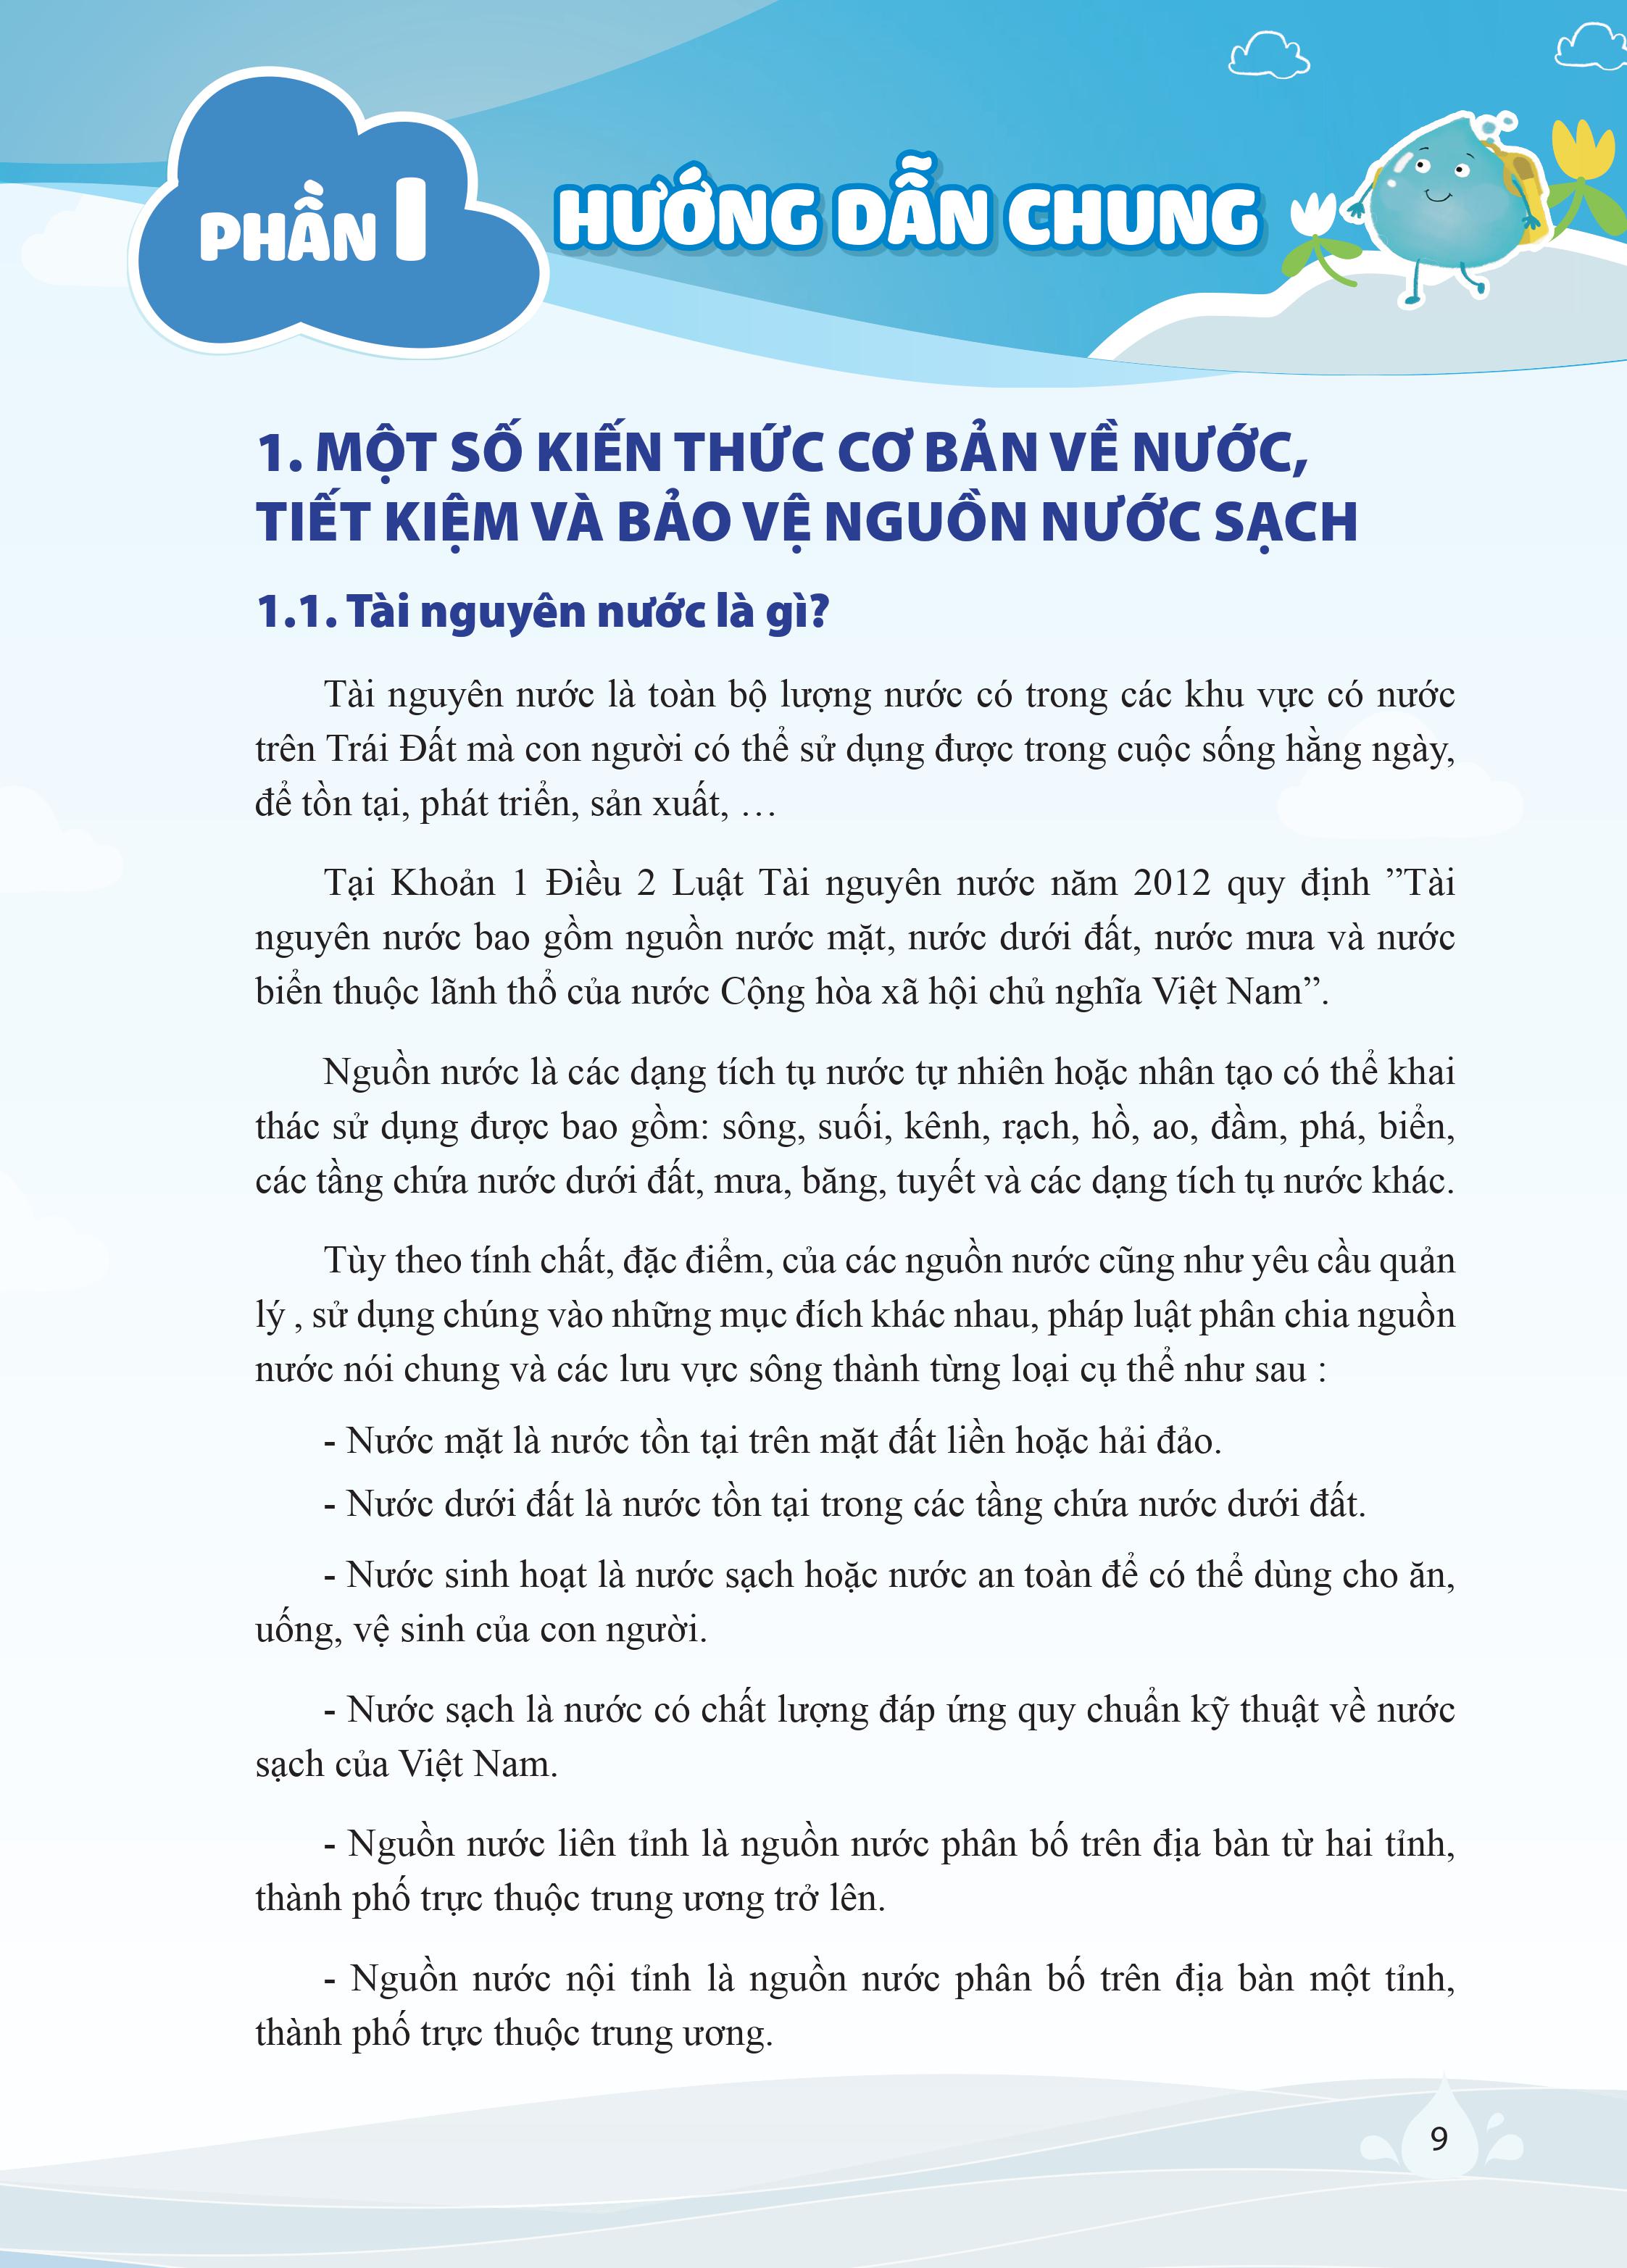 PHẦN I
HƯỚNG DẪN CHUNG
1. MỘT SỐ KIẾN THỨC CƠ BẢN VỀ NƯỚC,
TIẾT KIỆM VÀ BẢO VỆ NGUỒN NƯỚC SẠCH
1.1. Tài nguyên nước là gì?
Tài nguyên nước là toàn bộ lượng nước có trong các khu vực có nước
trên Trái Đất mà con người có thể sử dụng được trong cuộc sống hằng ngày,
để tồn tại, phát triển, sản xuất, …
Tại Khoản 1 Điều 2 Luật Tài nguyên nước năm 2012 quy định ”Tài
nguyên nước bao gồm nguồn nước mặt, nước dưới đất, nước mưa và nước
biển thuộc lãnh thổ của nước Cộng hòa xã hội chủ nghĩa Việt Nam”.
Nguồn nước là các dạng tích tụ nước tự nhiên hoặc nhân tạo có thể khai
thác sử dụng được bao gồm: sông, suối, kênh, rạch, hồ, ao, đầm, phá, biển,
các tầng chứa nước dưới đất, mưa, băng, tuyết và các dạng tích tụ nước khác.
Tùy theo tính chất, đặc điểm, của các nguồn nước cũng như yêu cầu quản
lý , sử dụng chúng vào những mục đích khác nhau, pháp luật phân chia nguồn
nước nói chung và các lưu vực sông thành từng loại cụ thể như sau :
- Nước mặt là nước tồn tại trên mặt đất liền hoặc hải đảo.
- Nước dưới đất là nước tồn tại trong các tầng chứa nước dưới đất.
- Nước sinh hoạt là nước sạch hoặc nước an toàn để có thể dùng cho ăn,
uống, vệ sinh của con người.
- Nước sạch là nước có chất lượng đáp ứng quy chuẩn kỹ thuật về nước
sạch của Việt Nam.
- Nguồn nước liên tỉnh là nguồn nước phân bố trên địa bàn từ hai tỉnh,
thành phố trực thuộc trung ương trở lên.
- Nguồn nước nội tỉnh là nguồn nước phân bố trên địa bàn một tỉnh,
thành phố trực thuộc trung ương.
9